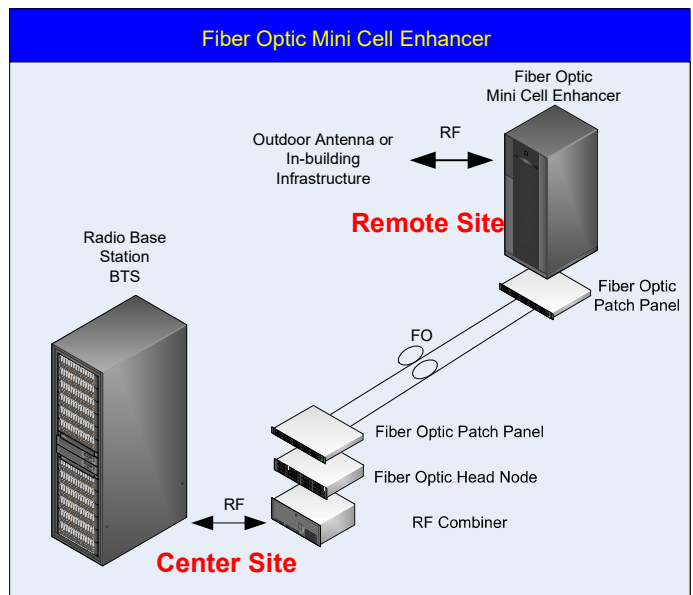 Fiber Optic Mini Cell Enhancer
Fiber Optic
Mini Cell Enhancer
RF
Outdoor Antenna or
In-building
Infrastructure
Remote Site
Radio Base
Station
BTS
Fiber Optic
Patch Panel
FO
Fiber Optic Patch Panel
Fiber Optic Head Node
RF
RF Combiner
Center Site